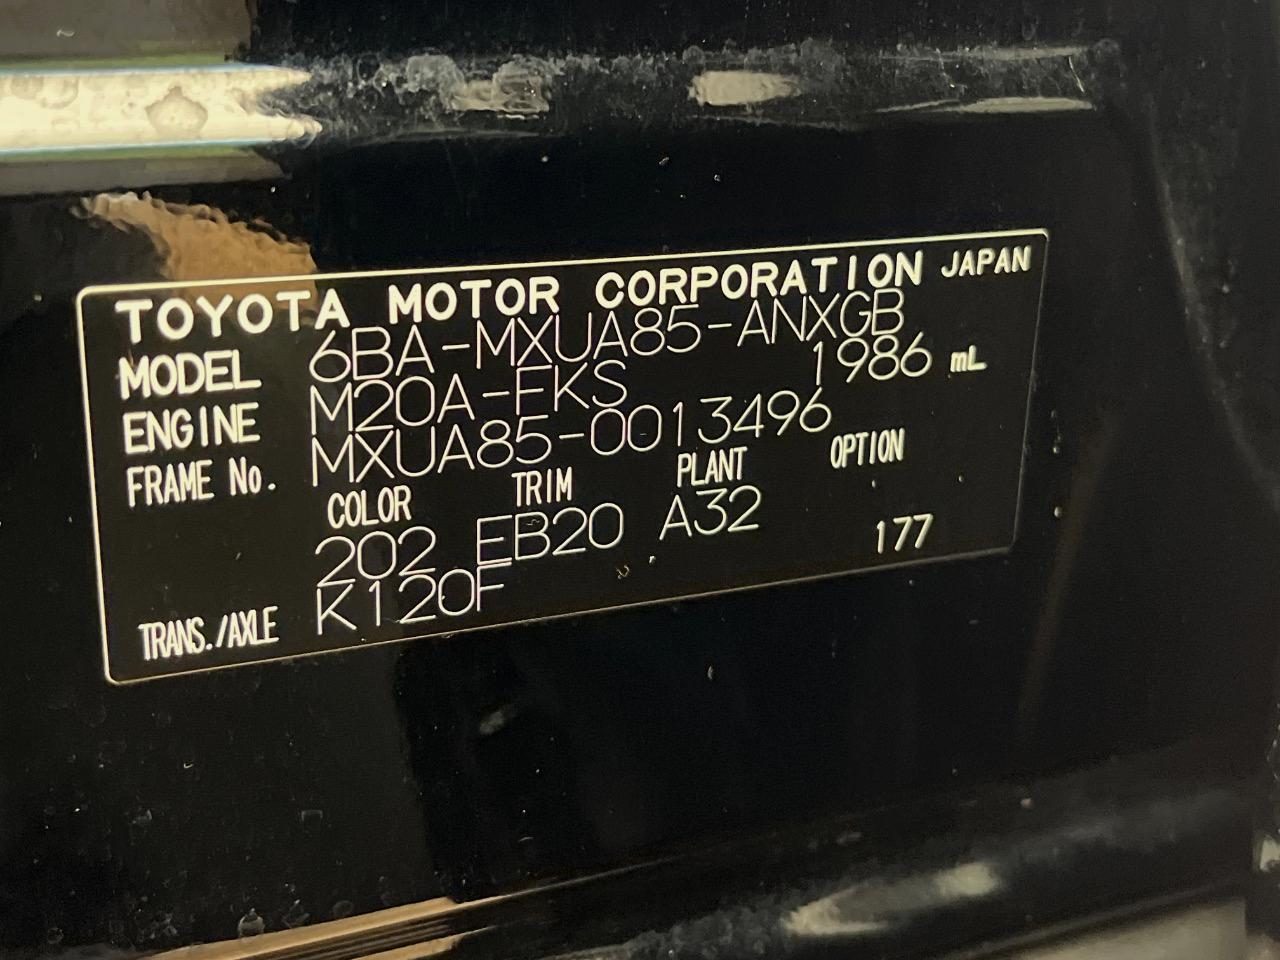 TOYOTA MOTOR CORPORATION JAPAN
MODEL 6BA-MXUA85-ANXGB
ENGINE M20A-FKS 1986 mL
FRAME No. MXUA85-0013496
COLOR TRIM PLANT OPTION
202 EB20 A32 177
TRANS./AXLE K120F